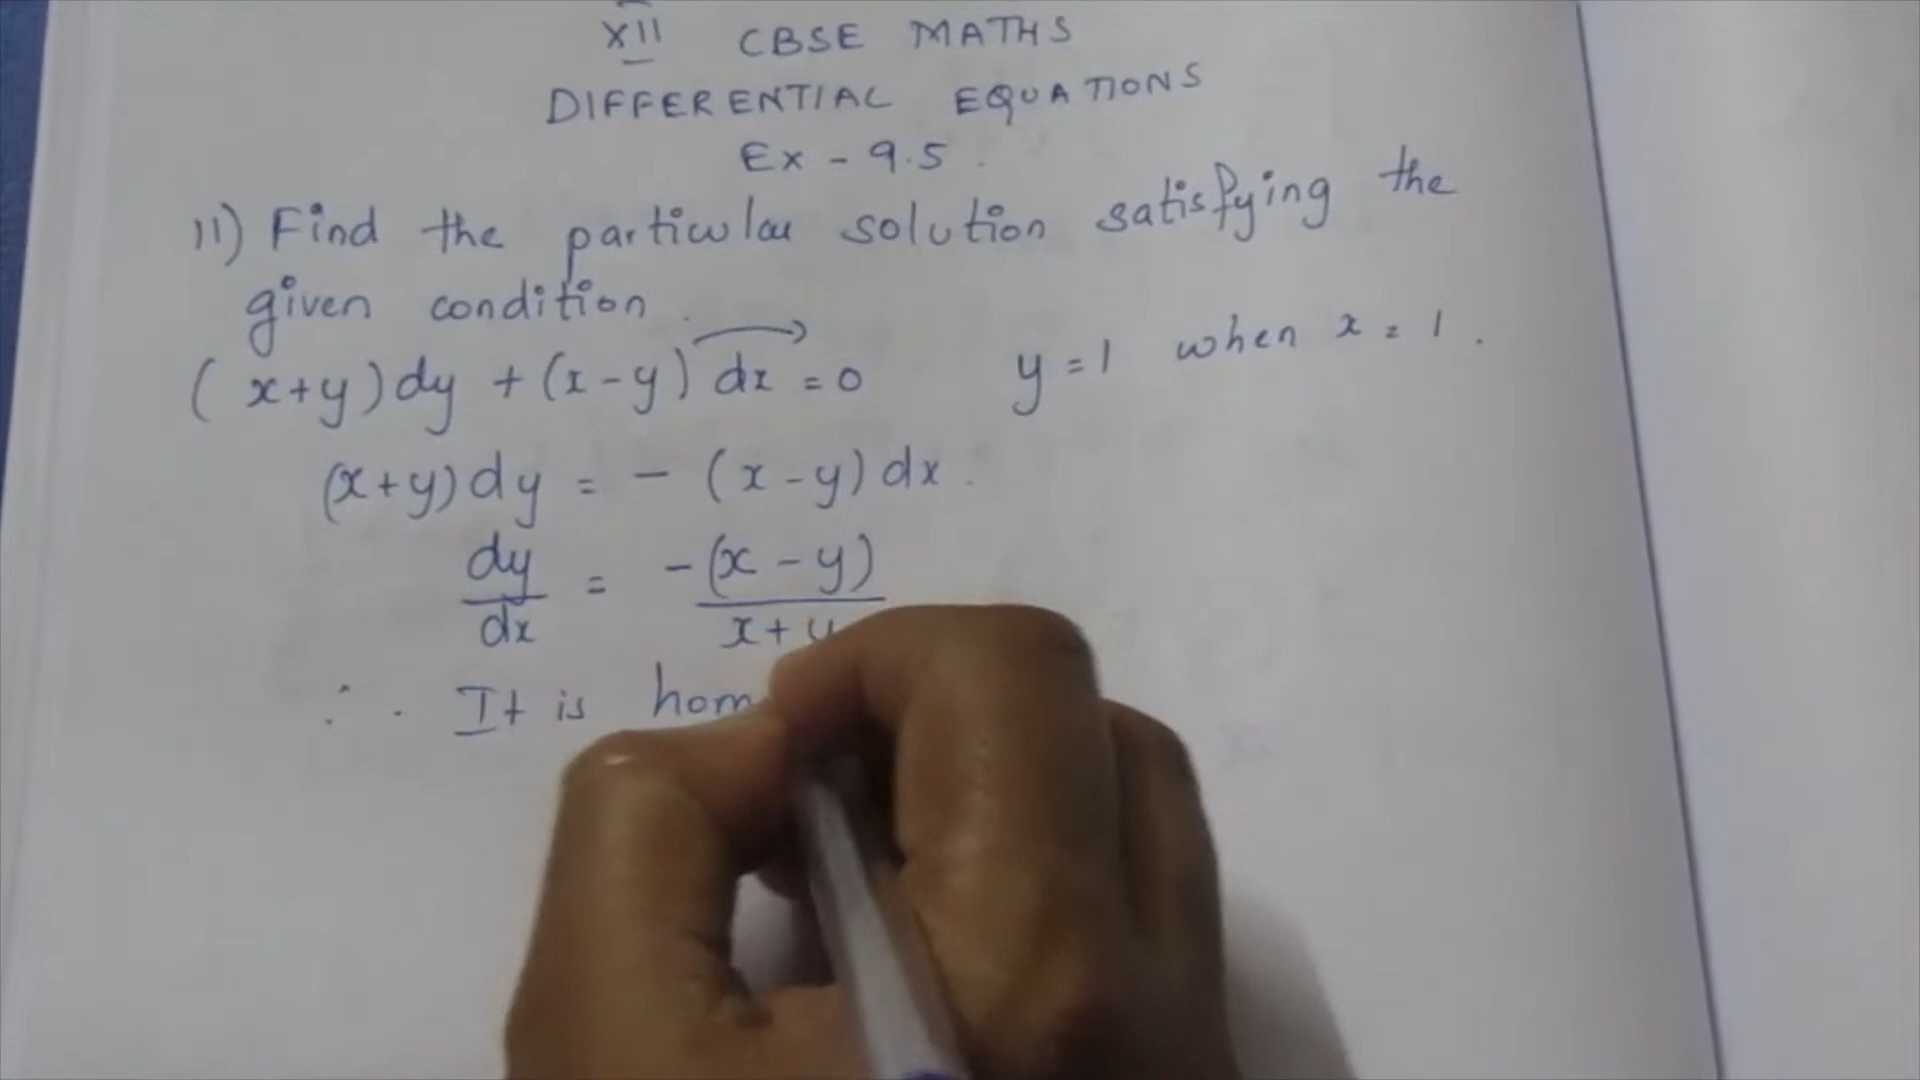 XII CBSE MATHS
DIFFERENTIAL EQUATIONS
Ex - 9.5
11) Find the particular solution satisfying the
given condition
(x+y)dy + (x-y) dx = 0 y = 1 when x = 1.
(x+y)dy = - (x-y) dx.
dy/dx = -(x-y)/x+y
∴ It is hom